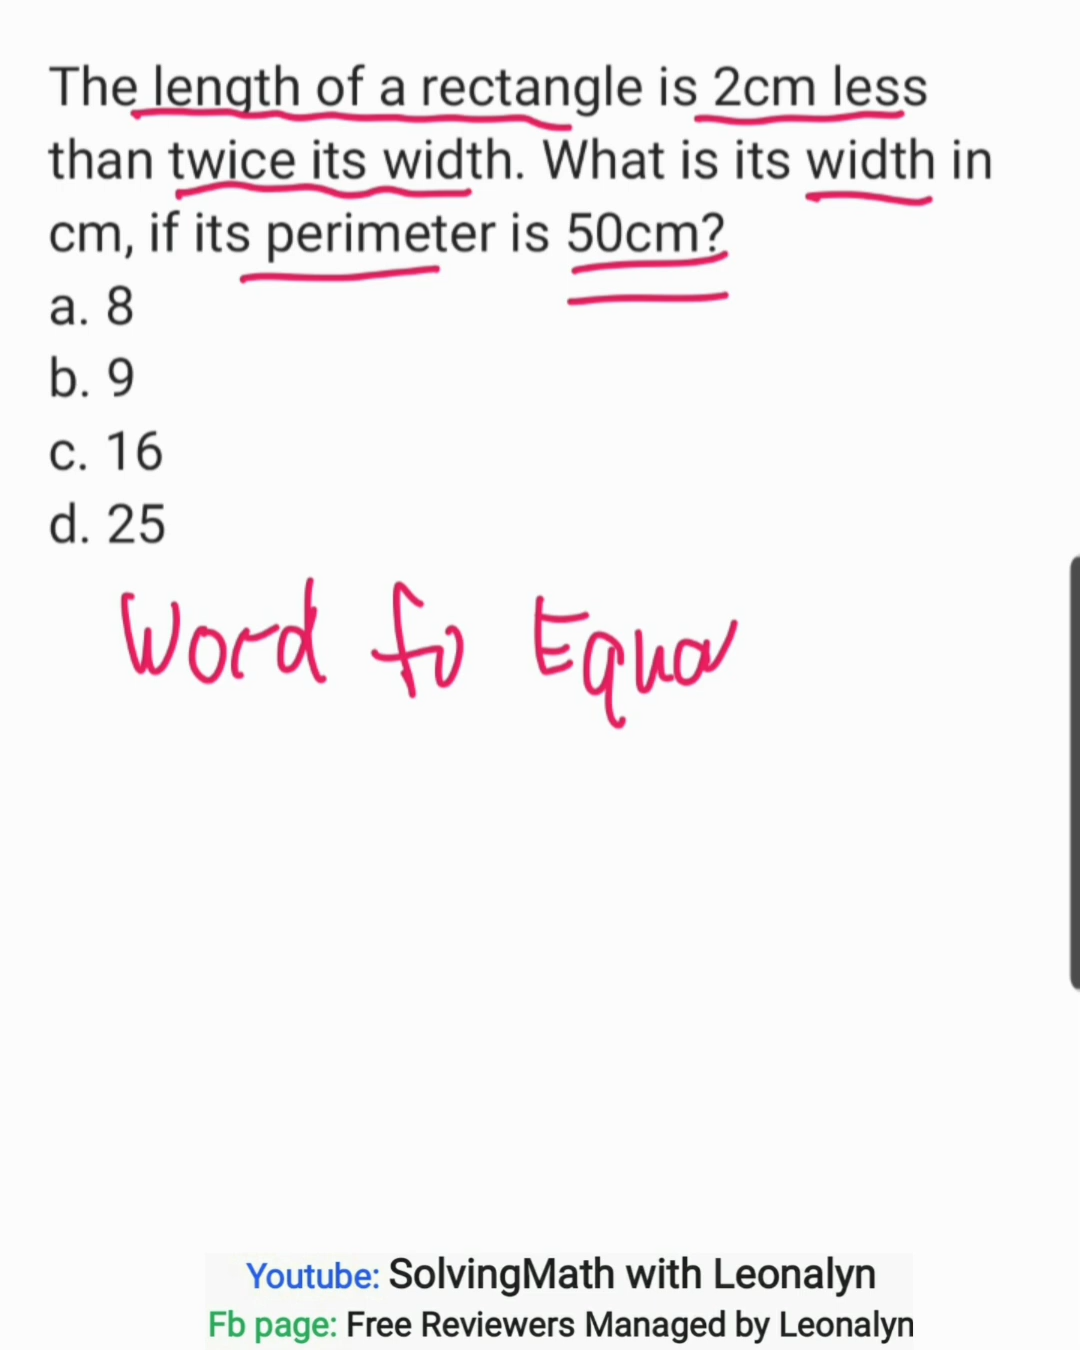 The length of a rectangle is 2cm less
than twice its width. What is its width in
cm, if its perimeter is 50cm?
a. 8
b. 9
c. 16
d. 25
Word to Equa
Youtube: SolvingMath with Leonalyn
Fb page: Free Reviewers Managed by Leonalyn